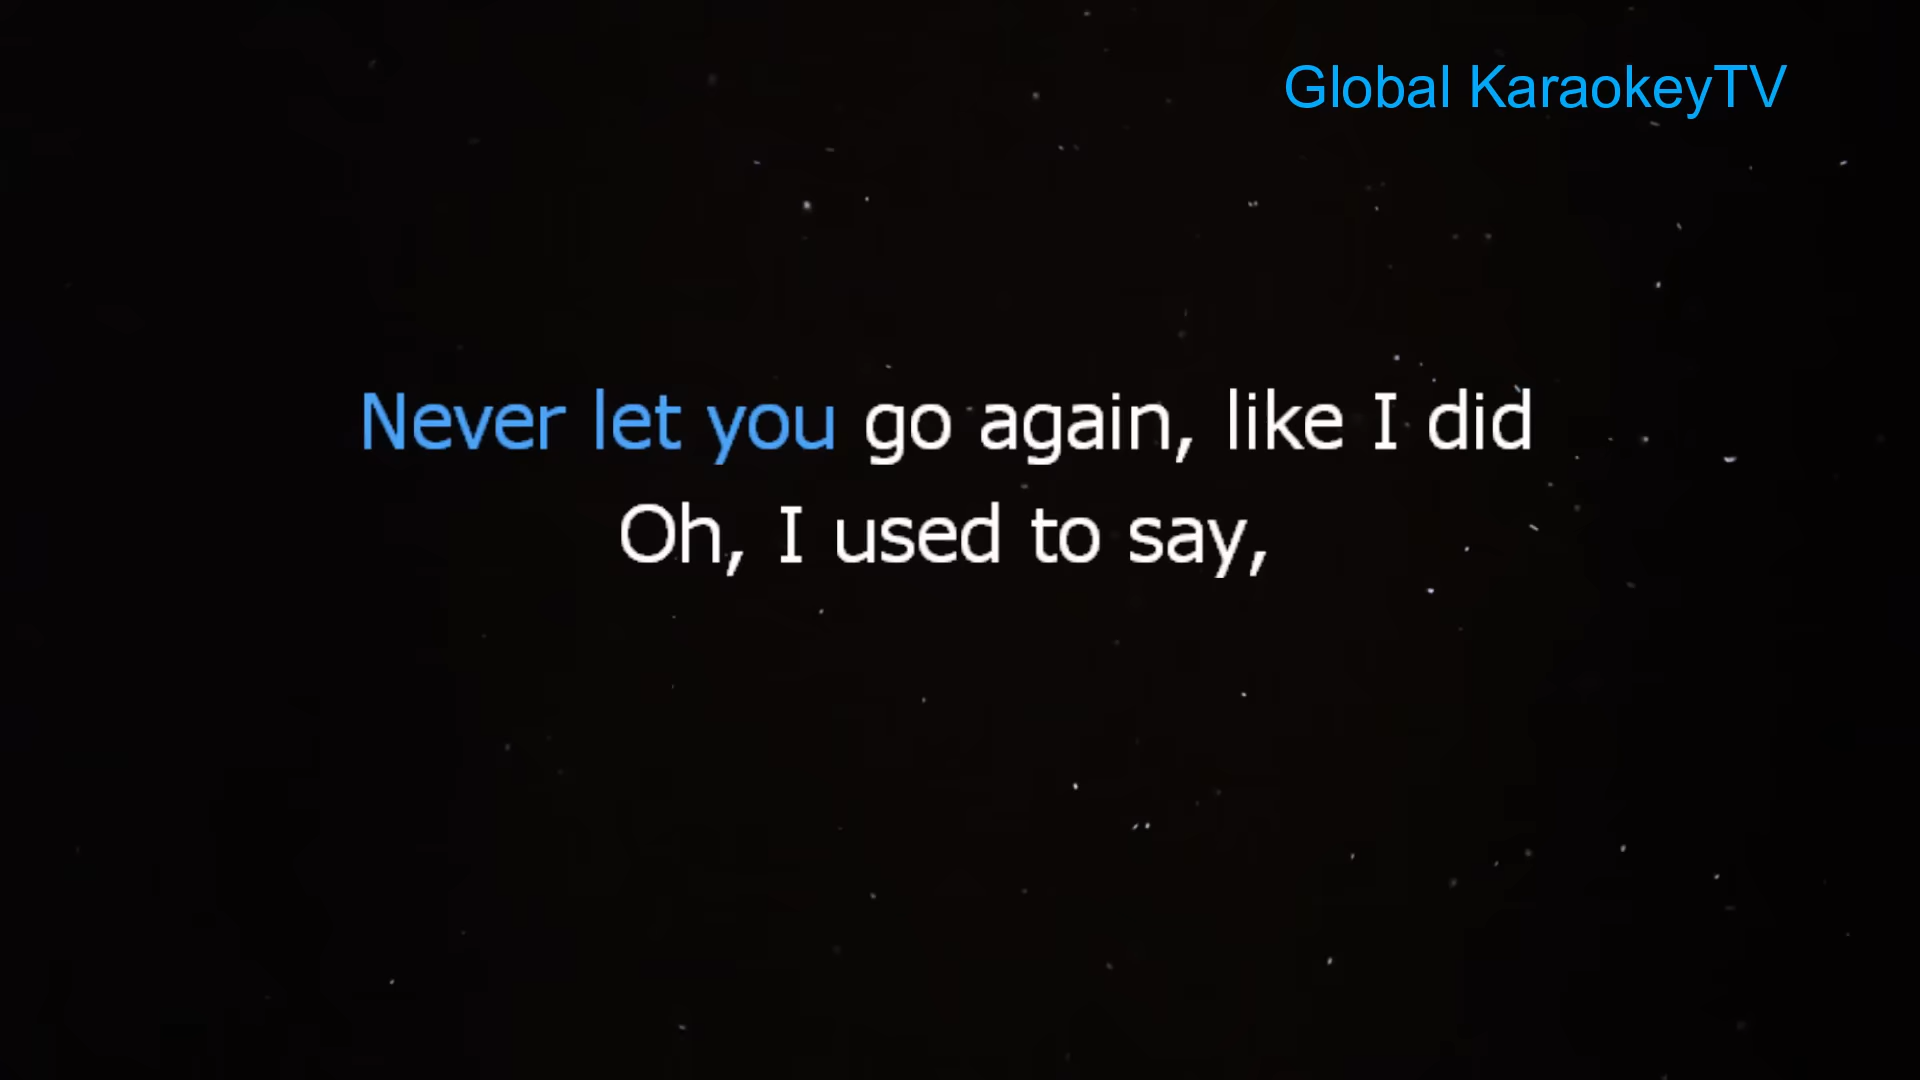 Global KaraokeyTV
Never let you go again, like I did
Oh, I used to say,